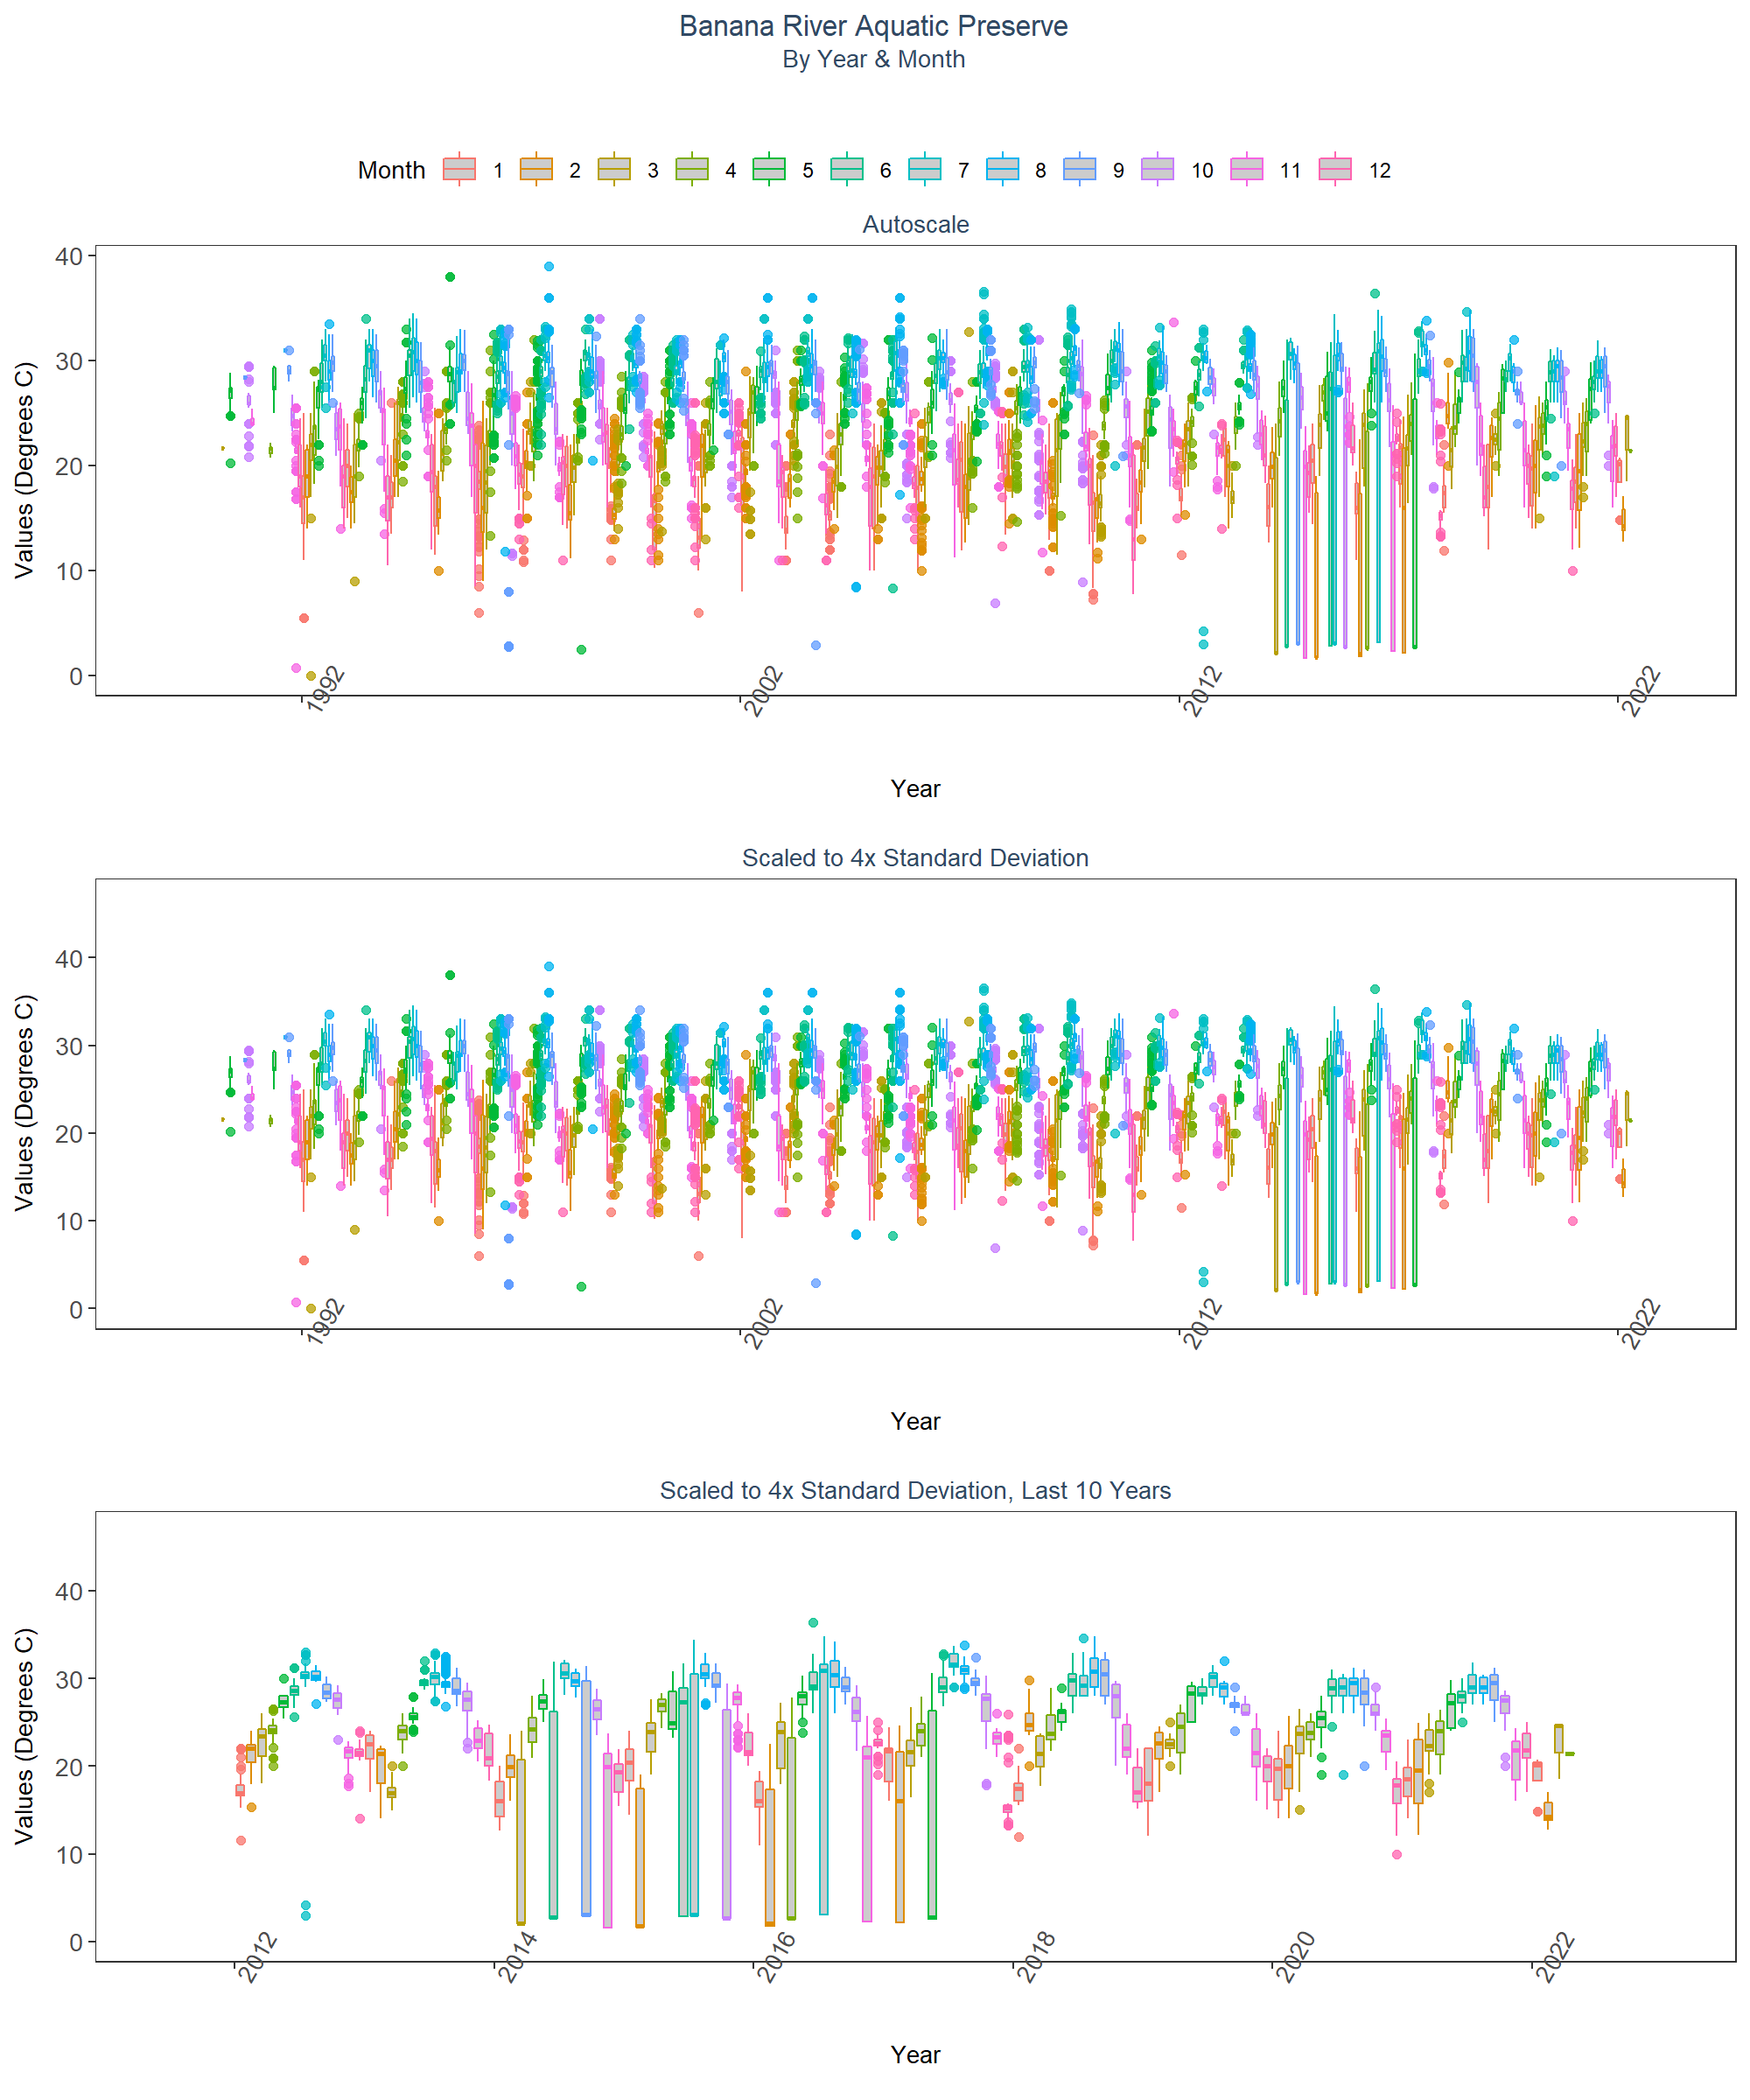 Banana River Aquatic Preserve
By Year & Month
Month 1 2 3 4 5 6 7 8 9 10 11 12
Autoscale
Values (Degrees C)
40
30
20
10
0
1992 2002 2012 2022
Year
Scaled to 4x Standard Deviation
Values (Degrees C)
40
30
20
10
0
1992 2002 2012 2022
Year
Scaled to 4x Standard Deviation, Last 10 Years
Values (Degrees C)
40
30
20
10
0
2012 2014 2016 2018 2020 2022
Year